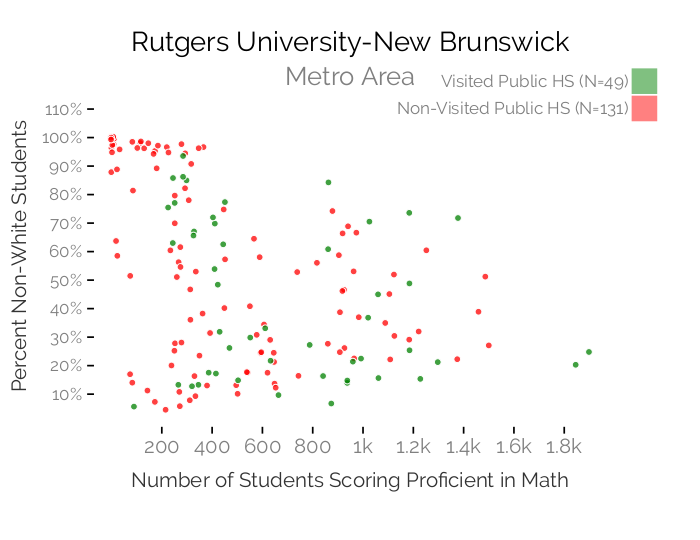 Rutgers University-New Brunswick
Metro Area
Visited Public HS (N=49)
Non-Visited Public HS (N=131)
Percent Non-White Students
110%
100%
90%
80%
70%
60%
50%
40%
30%
20%
10%
200 400 600 800 1k 1.2k 1.4k 1.6k 1.8k
Number of Students Scoring Proficient in Math